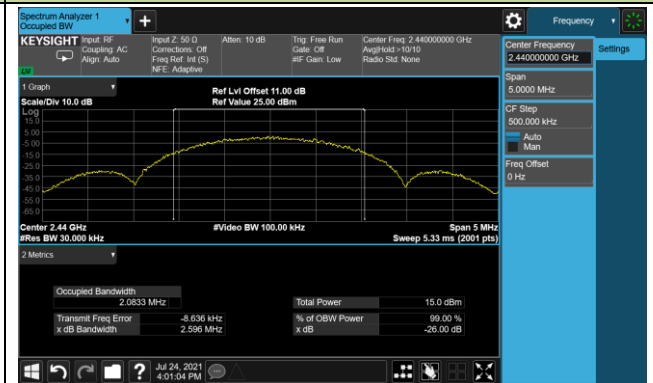 Spectrum Analyzer 1
Occupied BW
Frequency
KEYSIGHT
Input: RF
Coupling: AC
Align: Auto
Input Z: 50 Ω
Corrections: Off
Freq Ref: Int (S)
NFE: Adaptive
Atten: 10 dB
Trig: Free Run
Gate: Off
#IF Gain: Low
Center Freq: 2.440000000 GHz
Avg|Hold:>10/10
Radio Std: None
Center Frequency
2.440000000 GHz
Settings
Span
5.0000 MHz
CF Step
500.000 kHz
Auto
Man
Freq Offset
0 Hz
1 Graph
Scale/Div 10.0 dB
Ref Lvl Offset 11.00 dB
Ref Value 25.00 dBm
Log
15.0
5.00
-5.00
-15.0
-25.0
-35.0
-45.0
-55.0
-65.0
Center 2.44 GHz
#Video BW 100.00 kHz
Span 5 MHz
#Res BW 30.000 kHz
Sweep 5.33 ms (2001 pts)
2 Metrics
Occupied Bandwidth
2.0833 MHz
Total Power
15.0 dBm
Transmit Freq Error
-8.636 kHz
% of OBW Power
99.00 %
x dB Bandwidth
2.596 MHz
x dB
-26.00 dB
?
Jul 24, 2021
4:01:04 PM